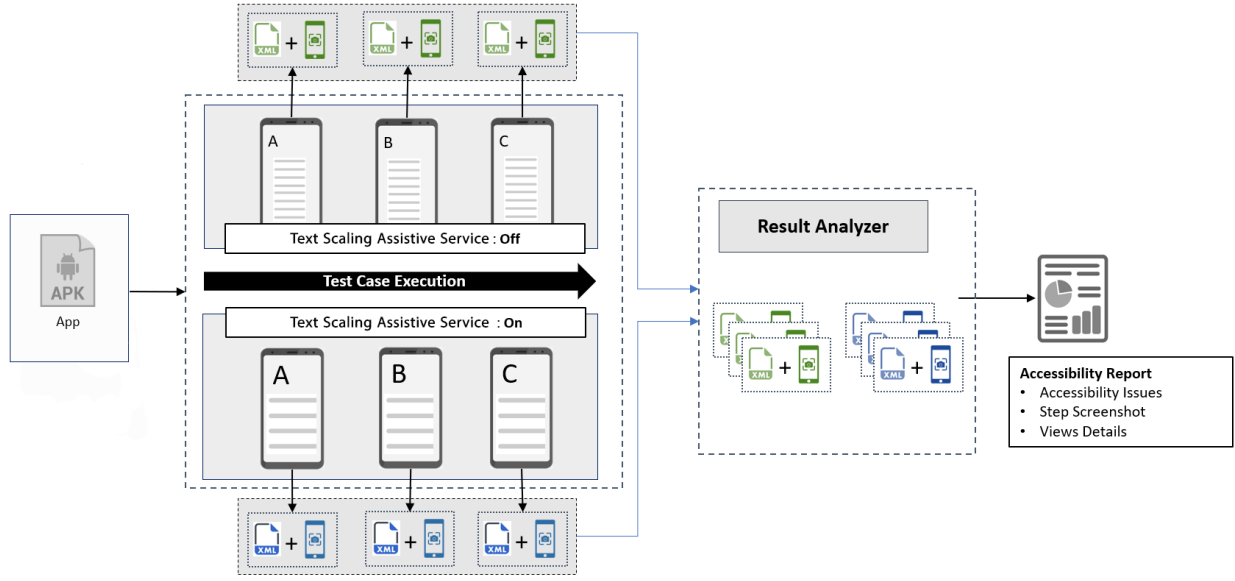 XML + XML + XML +
A B C
Text Scaling Assistive Service : Off
APK
App
Test Case Execution
Text Scaling Assistive Service : On
A B C
XML + XML + XML +
Result Analyzer
XML + XML +
Accessibility Report
• Accessibility Issues
• Step Screenshot
• Views Details